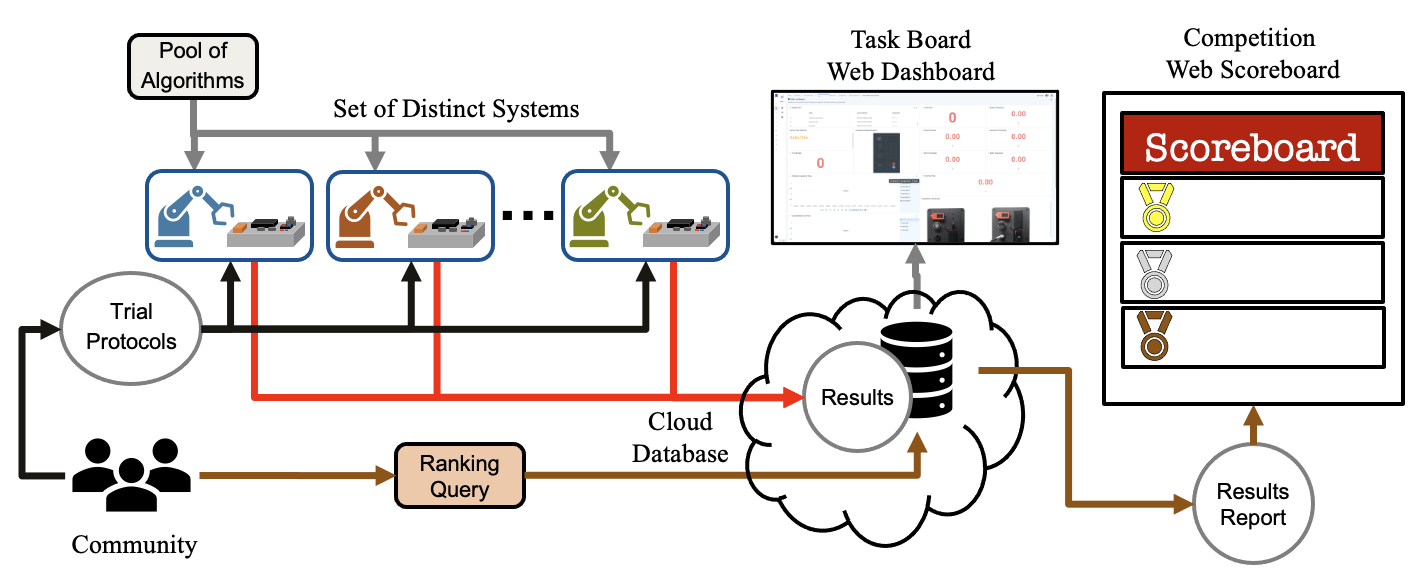 Pool of
Algorithms
Set of Distinct Systems
Task Board
Web Dashboard
Competition
Web Scoreboard
0
0.00
0.00
0.00
0
0.00
0.00
0.00
Scoreboard
Trial
Protocols
Results
Cloud
Database
Ranking
Query
Results
Report
Community